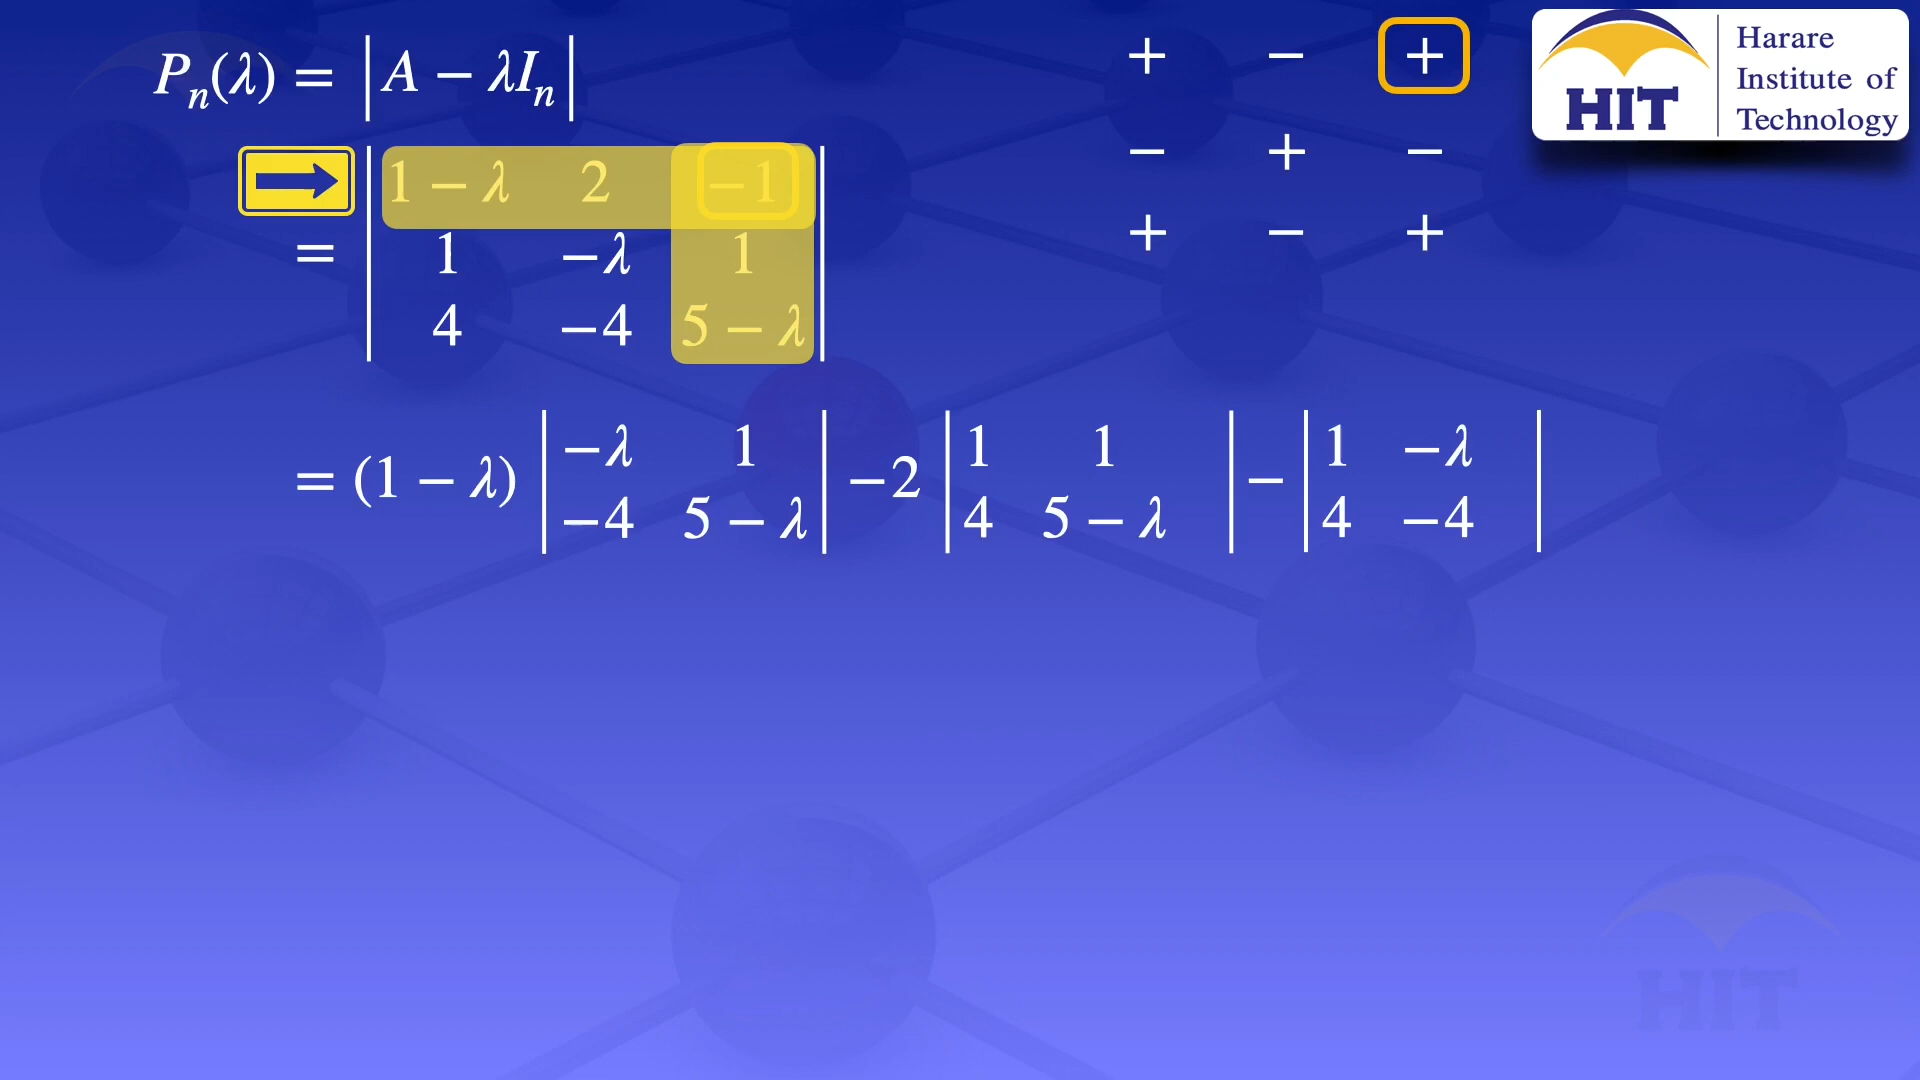 Pₙ(λ) = |A − λIₙ|
+ − +
− + −
+ − +
HIT
Harare
Institute of
Technology
= | 1 − λ 2 −1 |
| 1 −λ 1 |
| 4 −4 5 − λ |
= (1 − λ) | −λ 1 | −2 | 1 1 | − | 1 −λ |
| −4 5 − λ | | 4 5 − λ | | 4 −4 |
HIT